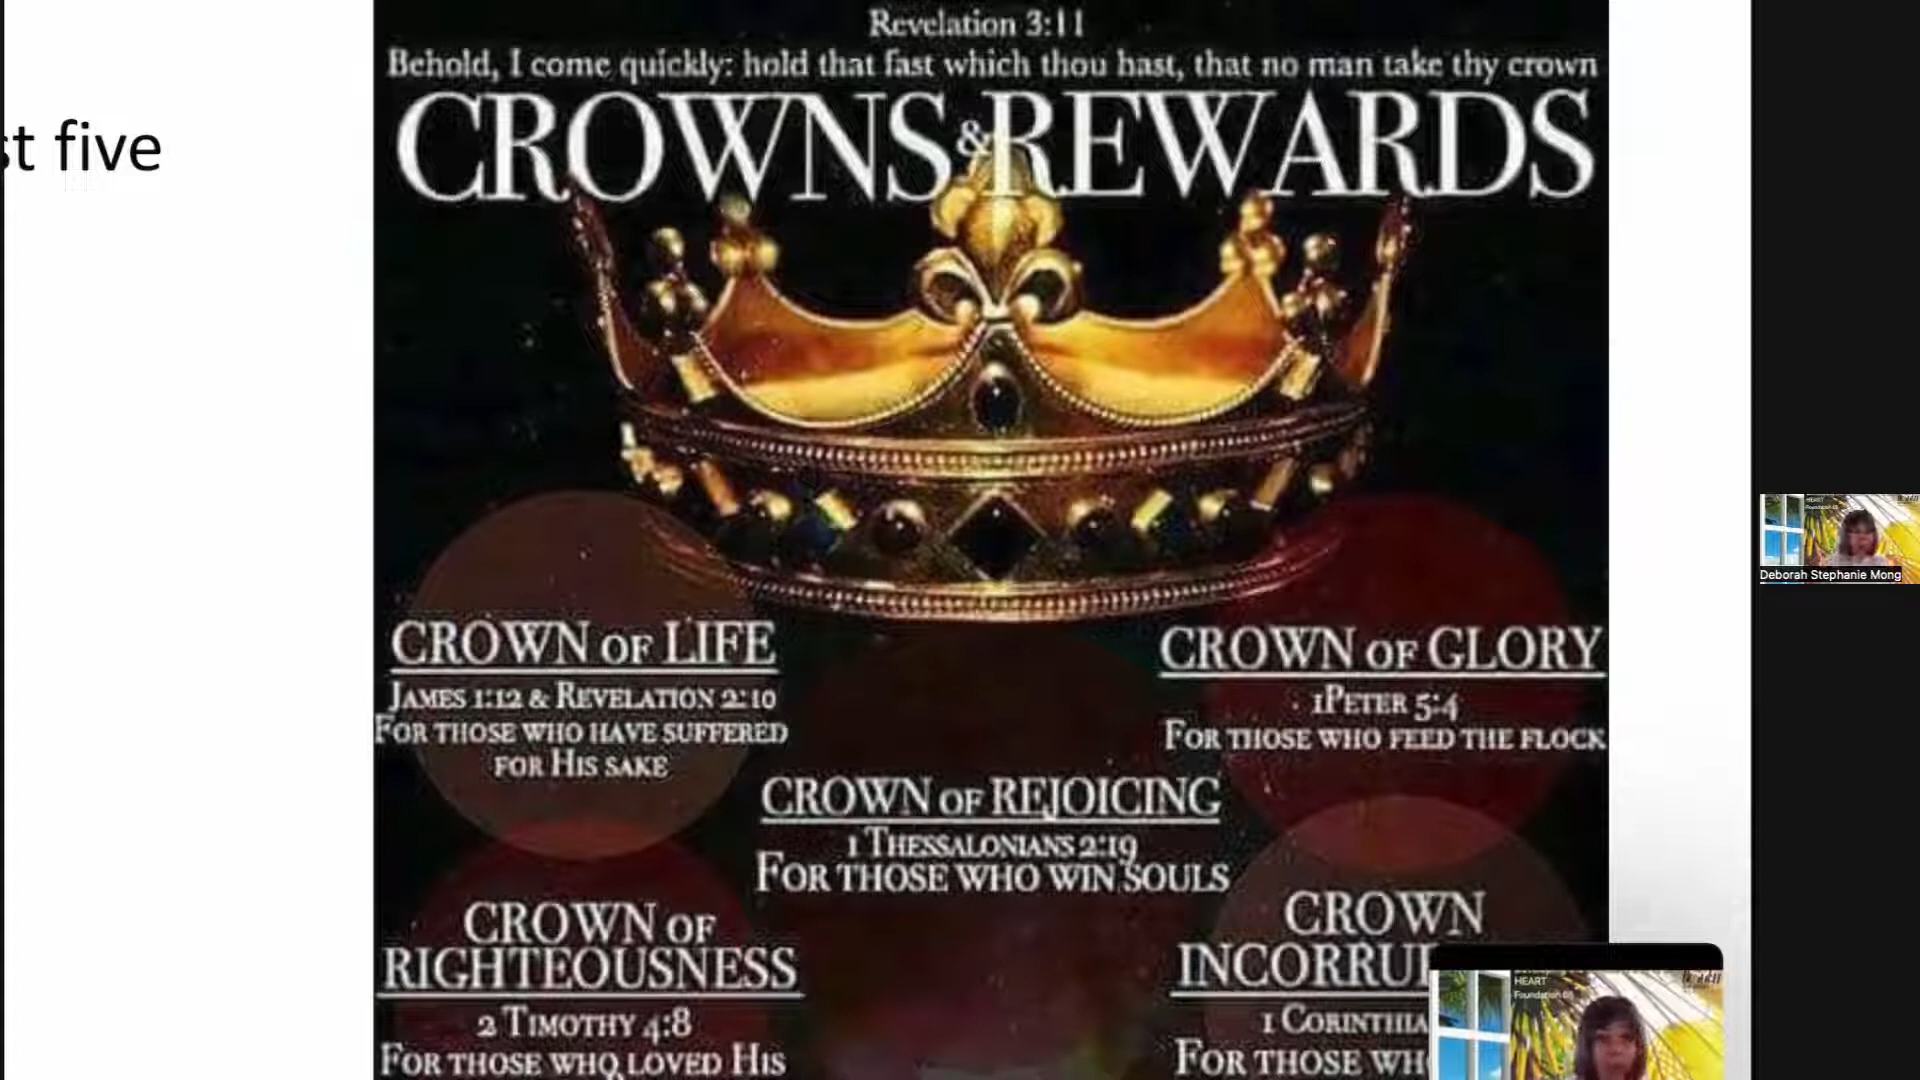 Revelation 3:11
Behold, I come quickly: hold that fast which thou hast, that no man take thy crown
CROWNS & REWARDS
st five
CROWN OF LIFE
JAMES 1:12 & REVELATION 2:10
FOR THOSE WHO HAVE SUFFERED
FOR HIS SAKE
CROWN OF GLORY
1PETER 5:4
FOR THOSE WHO FEED THE FLOCK
CROWN OF REJOICING
1 THESSALONIANS 2:19
FOR THOSE WHO WIN SOULS
CROWN OF
RIGHTEOUSNESS
2 TIMOTHY 4:8
FOR THOSE WHO LOVED HIS
CROWN
INCORRU
1 CORINTHIA
FOR THOSE WH
HEART
Foundation
Deborah Stephanie Mong